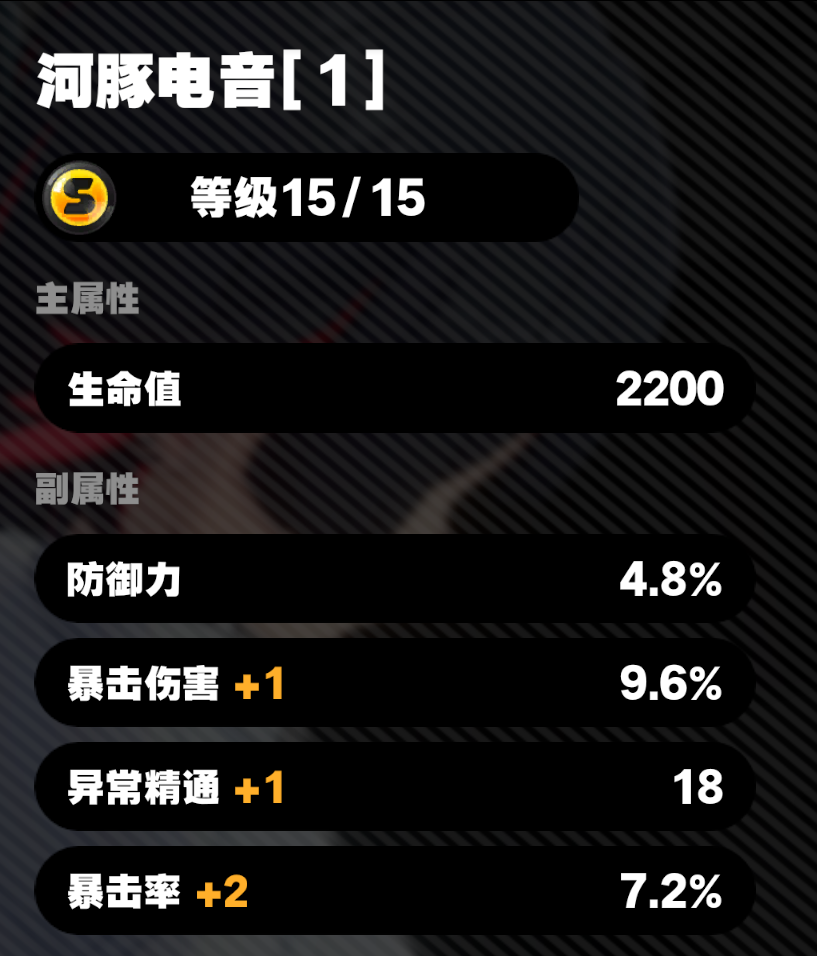 河豚电音[1]
S 等级15/15
主属性
生命值 2200
副属性
防御力 4.8%
暴击伤害 +1 9.6%
异常精通 +1 18
暴击率 +2 7.2%